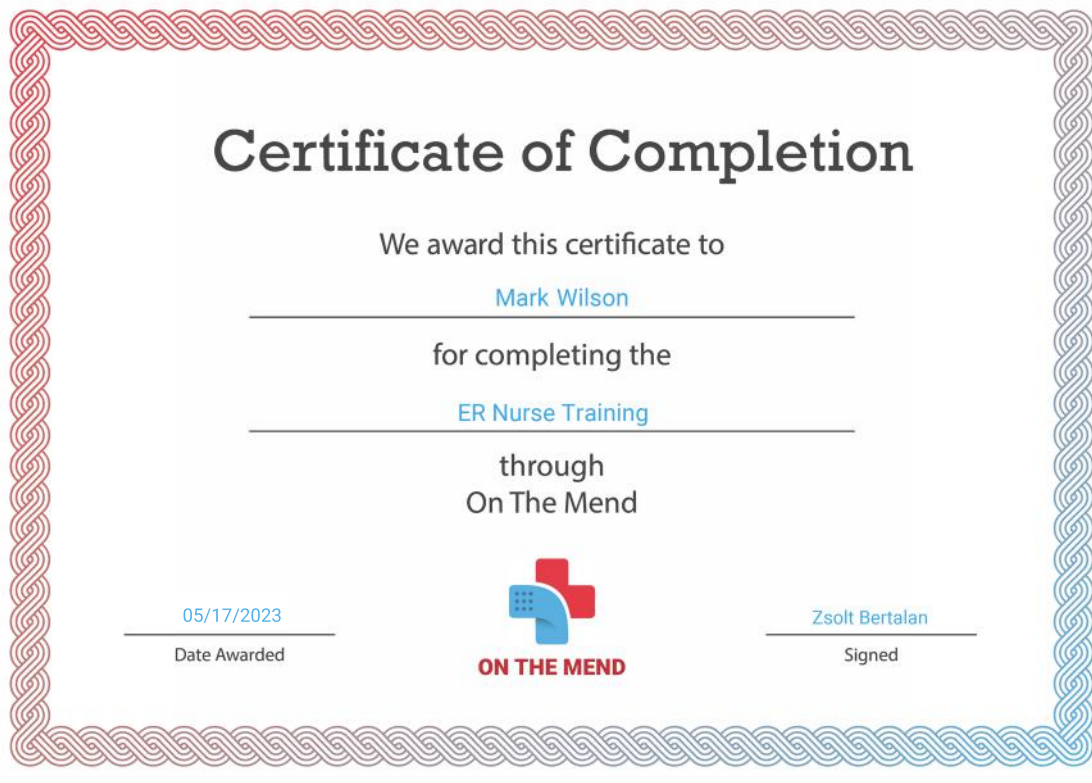 Certificate of Completion
We award this certificate to
Mark Wilson
for completing the
ER Nurse Training
through
On The Mend
05/17/2023
Date Awarded
ON THE MEND
Zsolt Bertalan
Signed